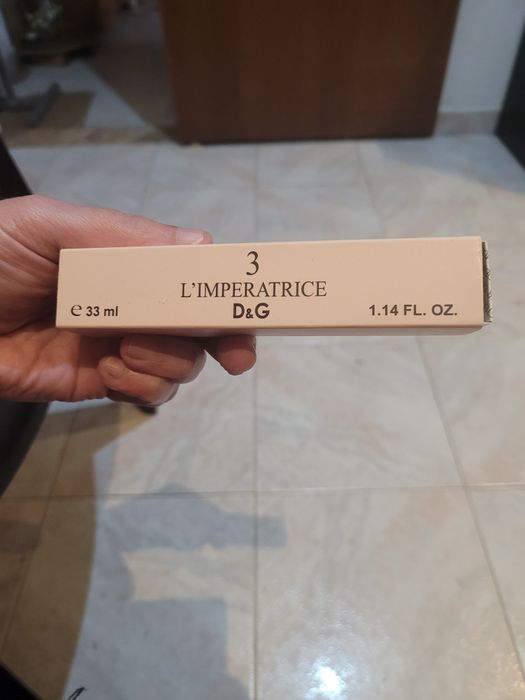 3
L'IMPERATRICE
D&G
℮ 33 ml
1.14 FL. OZ.